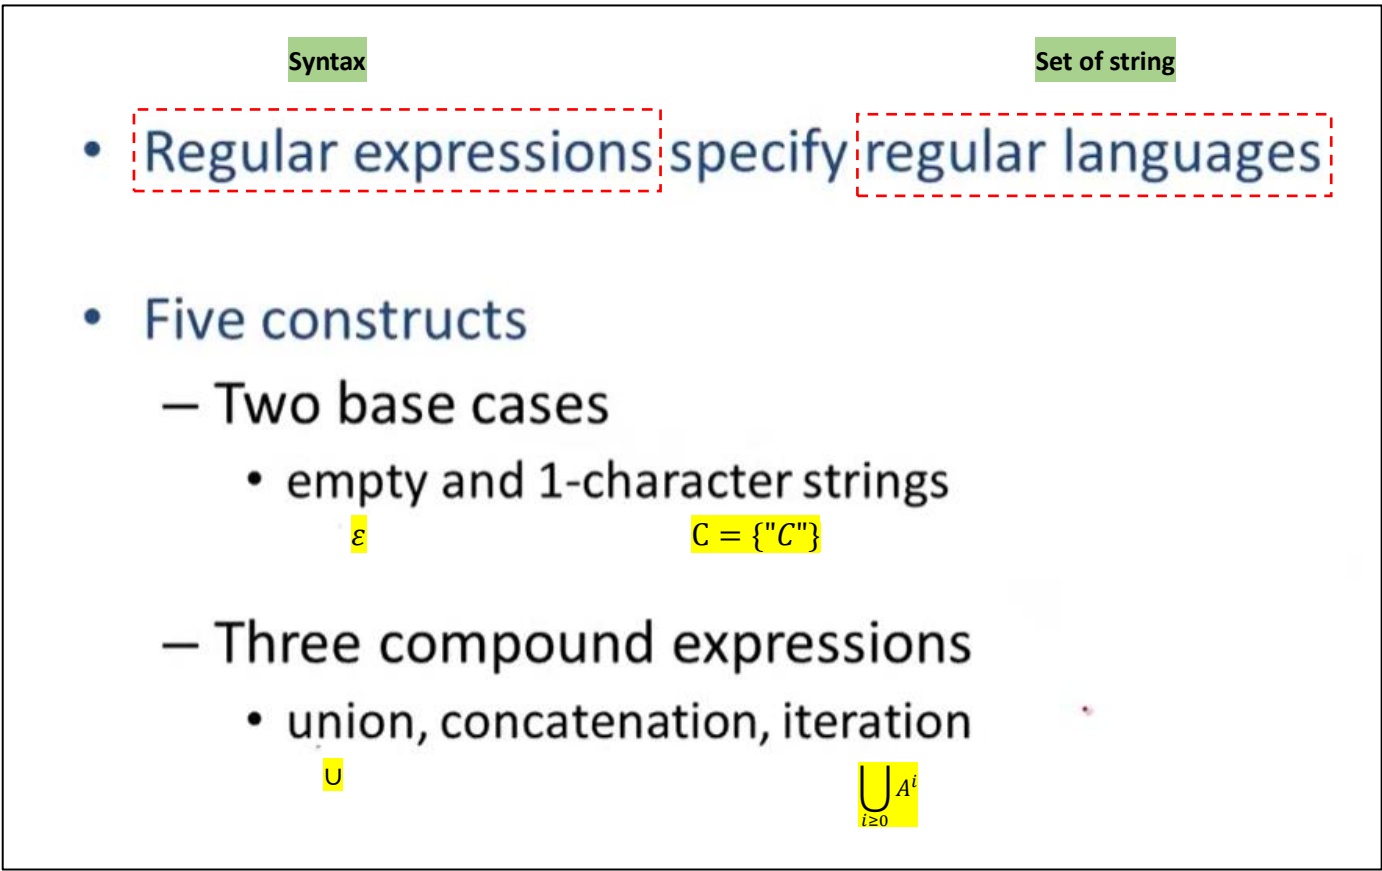 Syntax Set of string
• Regular expressions specify regular languages
• Five constructs
– Two base cases
• empty and 1-character strings
ε C = {"C"}
– Three compound expressions
• union, concatenation, iteration
∪ ⋃_{i≥0} A^i